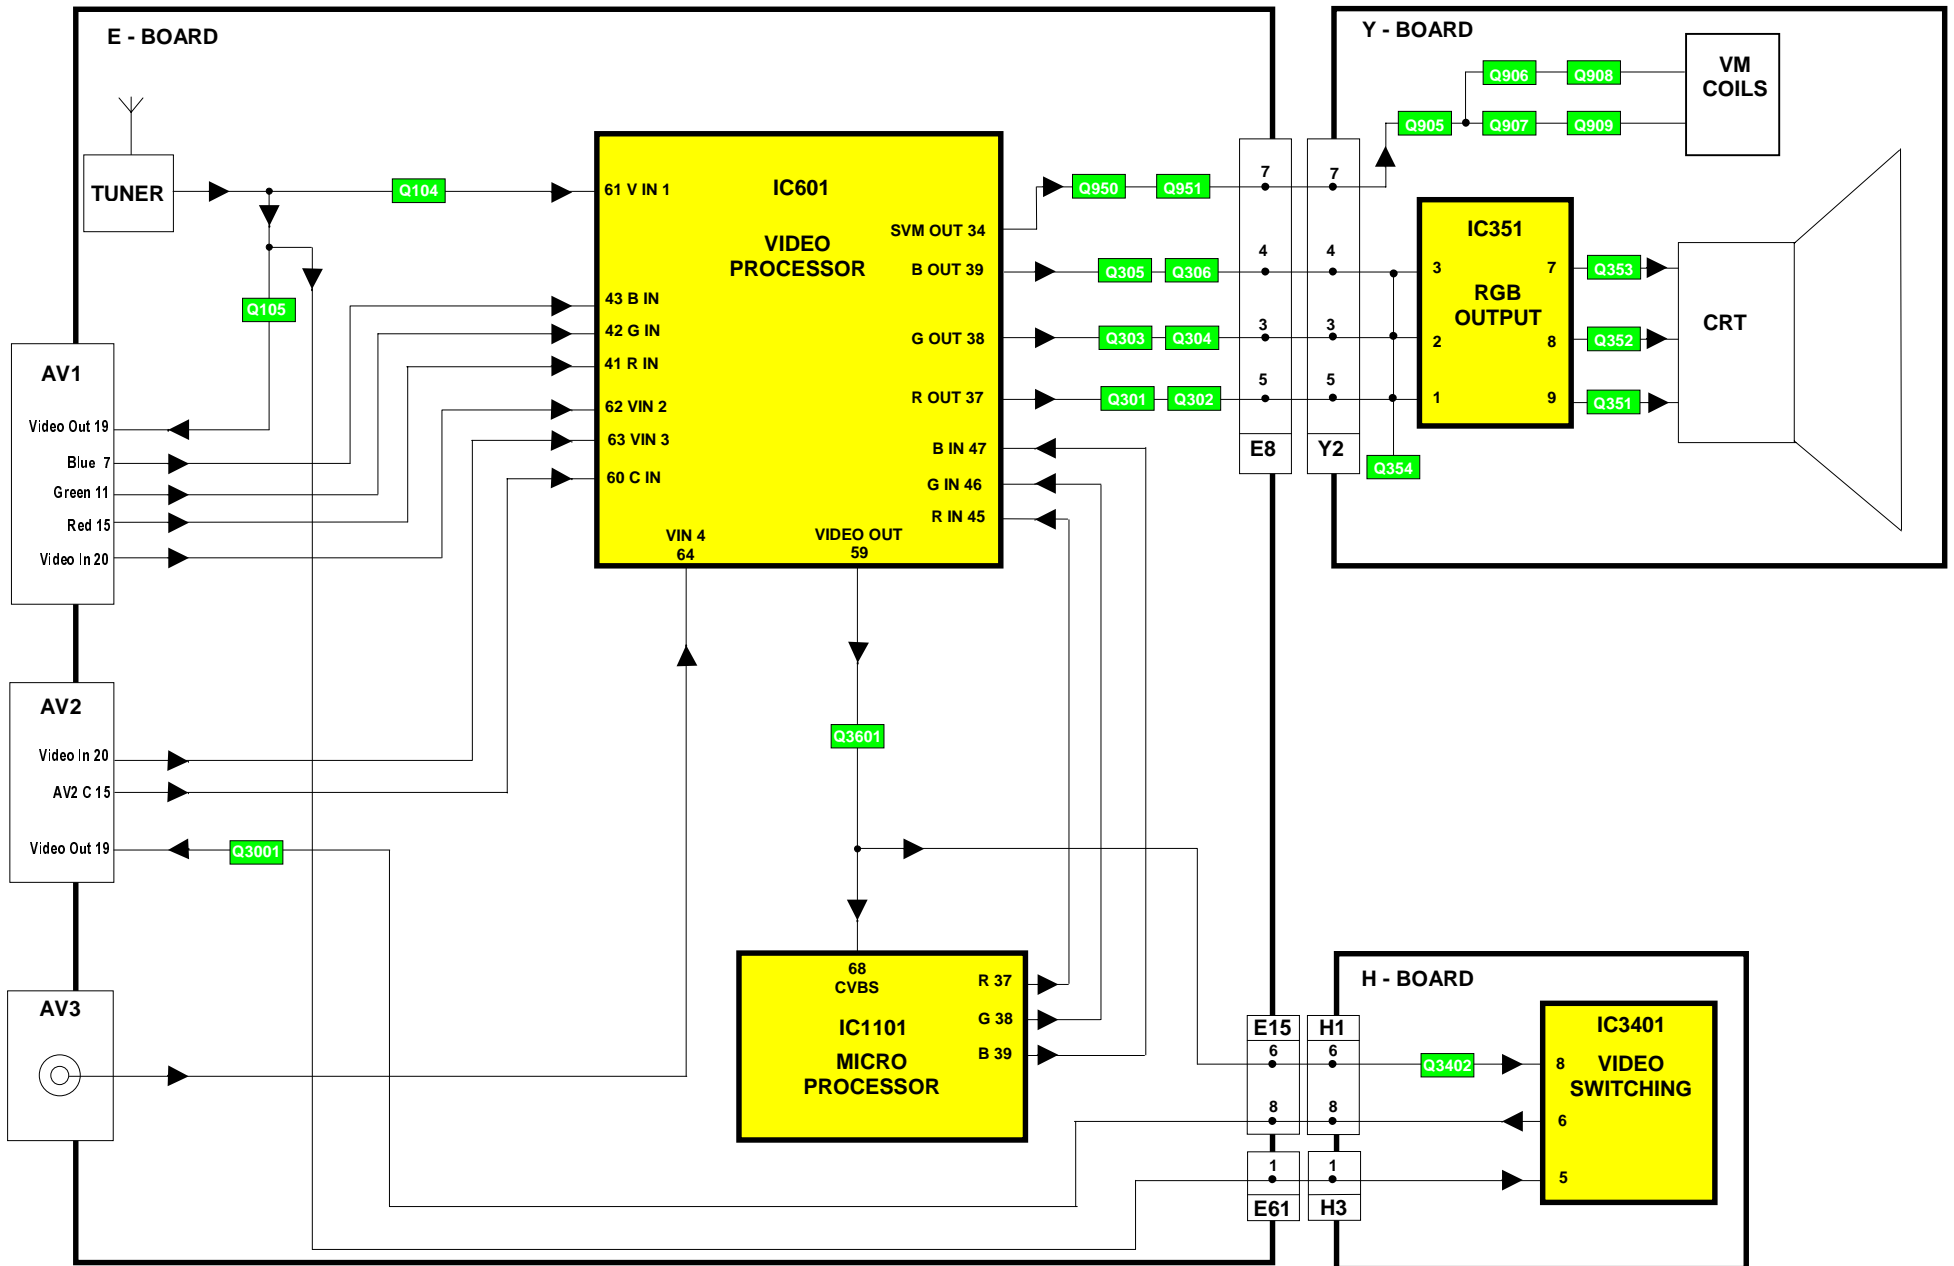 E - BOARD
TUNER
Q104
Q105
AV1
Video Out 19
Blue 7
Green 11
Red 15
Video In 20
AV2
Video In 20
AV2 C 15
Video Out 19
Q3001
AV3
61 V IN 1
IC601
VIDEO
PROCESSOR
43 B IN
42 G IN
41 R IN
62 VIN 2
63 VIN 3
60 C IN
VIN 4
64
VIDEO OUT
59
SVM OUT 34
B OUT 39
G OUT 38
R OUT 37
B IN 47
G IN 46
R IN 45
Q950
Q951
Q305
Q306
Q303
Q304
Q301
Q302
Q3601
68
CVBS
IC1101
MICRO
PROCESSOR
R 37
G 38
B 39
7
4
3
5
E8
7
4
3
5
Y2
Y - BOARD
Q905
Q906
Q908
Q907
Q909
VM
COILS
IC351
RGB
OUTPUT
3
2
1
7
8
9
Q354
Q353
Q352
Q351
CRT
E15
6
8
1
E61
H1
6
8
1
H3
H - BOARD
Q3402
IC3401
VIDEO
SWITCHING
8
6
5